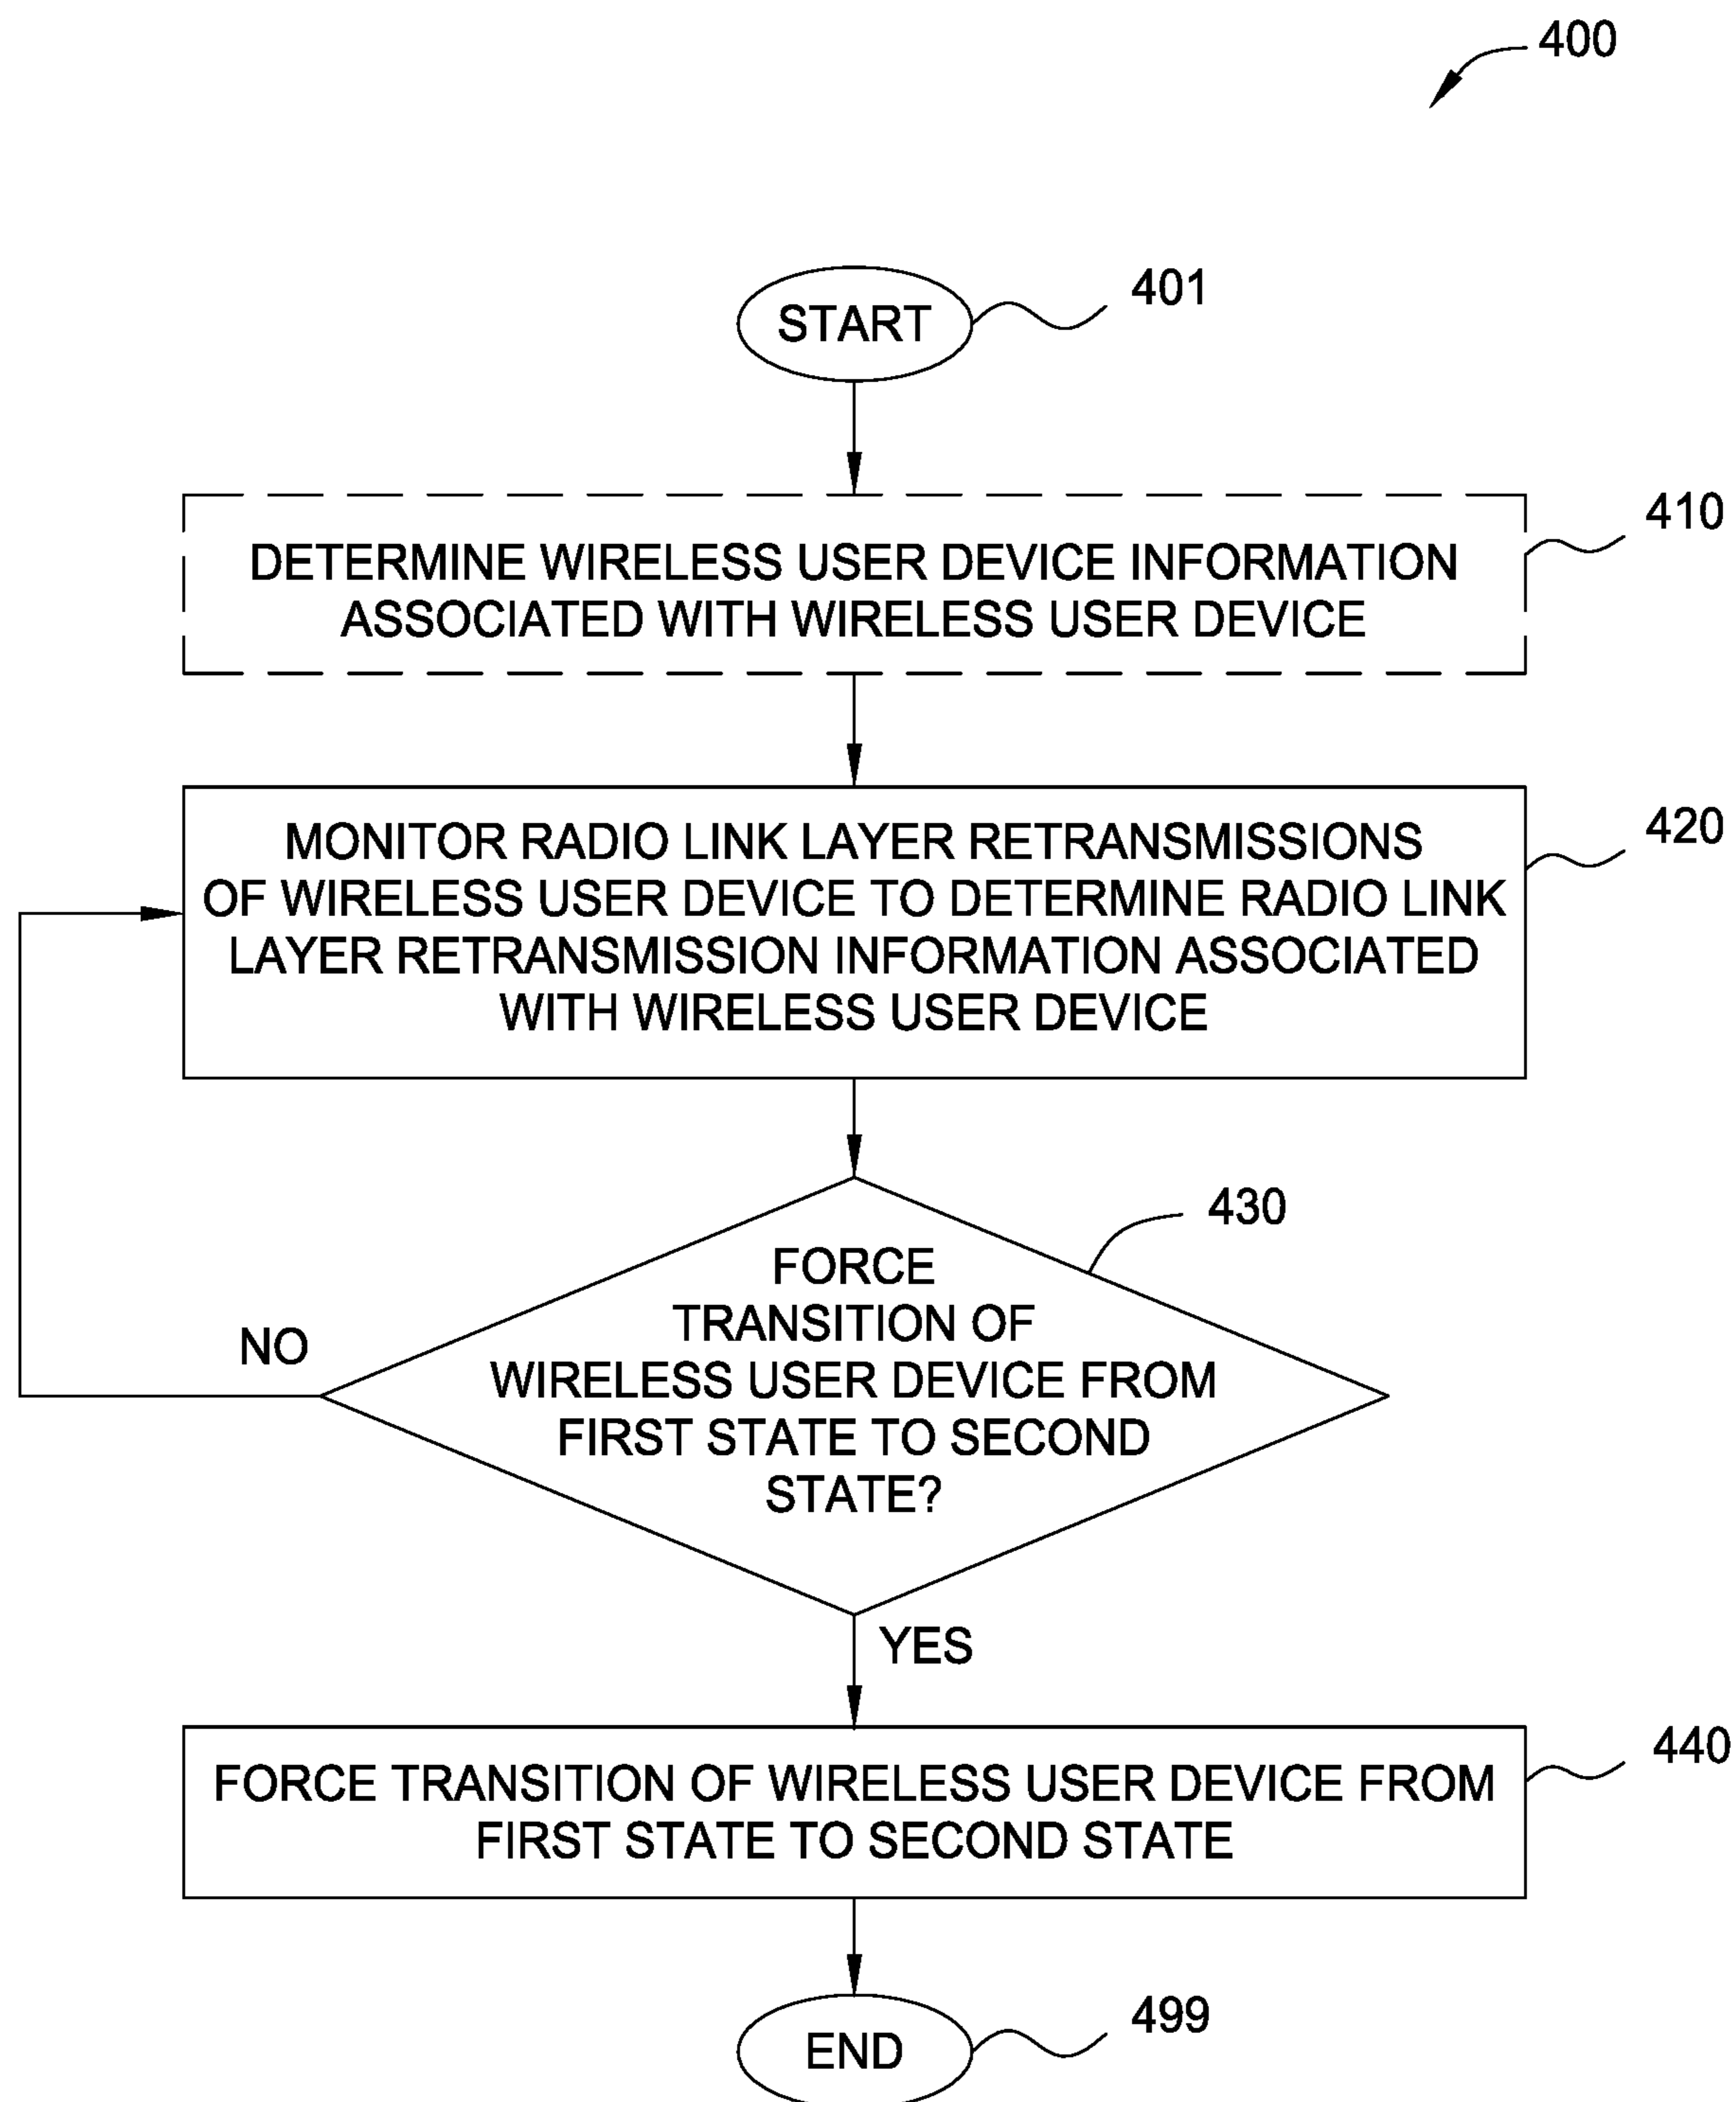 400
START
401
DETERMINE WIRELESS USER DEVICE INFORMATION
ASSOCIATED WITH WIRELESS USER DEVICE
410
MONITOR RADIO LINK LAYER RETRANSMISSIONS
OF WIRELESS USER DEVICE TO DETERMINE RADIO LINK
LAYER RETRANSMISSION INFORMATION ASSOCIATED
WITH WIRELESS USER DEVICE
420
FORCE
TRANSITION OF
WIRELESS USER DEVICE FROM
FIRST STATE TO SECOND
STATE?
430
NO
YES
FORCE TRANSITION OF WIRELESS USER DEVICE FROM
FIRST STATE TO SECOND STATE
440
END
499